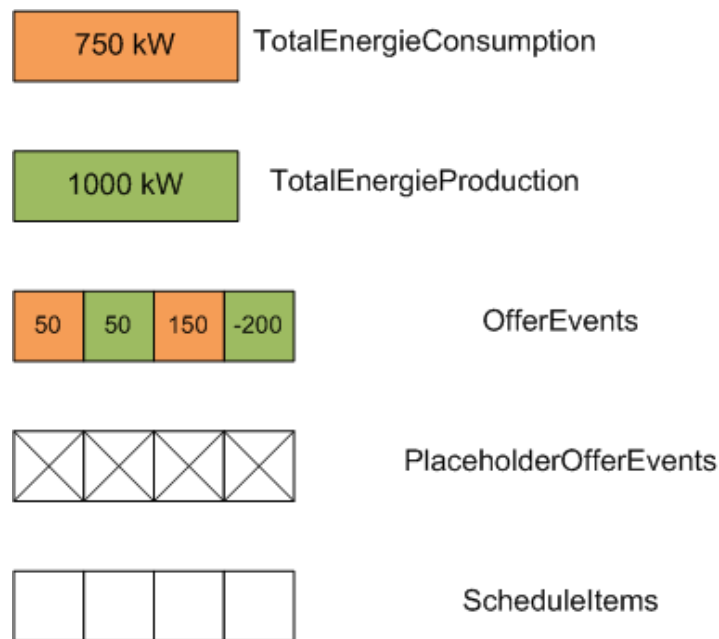 750 kW TotalEnergieConsumption
1000 kW TotalEnergieProduction
50 50 150 -200 OfferEvents
PlaceholderOfferEvents
ScheduleItems